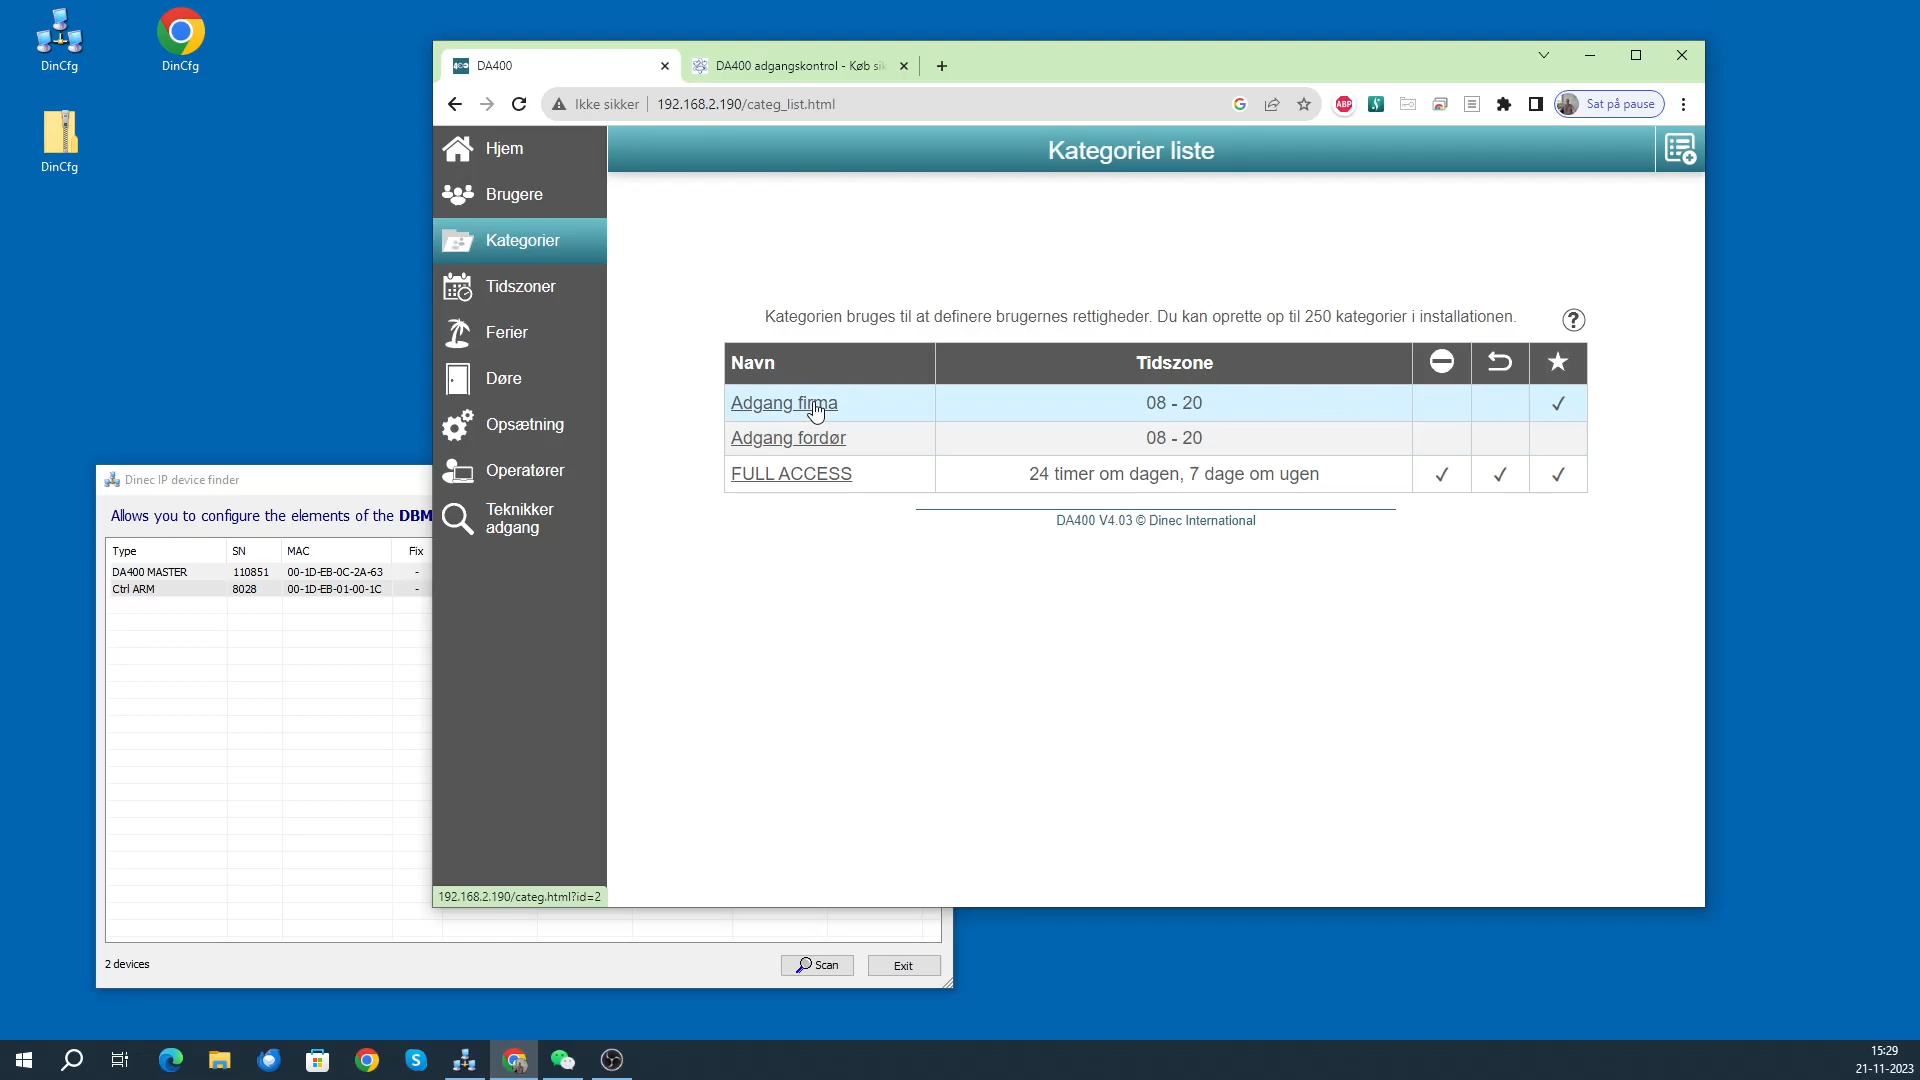 DinCfg
DinCfg
DinCfg
DA400
DA400 adgangskontrol - Køb sik
Ikke sikker
192.168.2.190/categ_list.html
ABP
Sat på pause
Hjem
Brugere
Kategorier
Tidszoner
Ferier
Døre
Opsætning
Operatører
Teknikker
adgang
Kategorier liste
Kategorien bruges til at definere brugernes rettigheder. Du kan oprette op til 250 kategorier i installationen.
Navn Tidszone
Adgang firma 08 - 20
Adgang fordør 08 - 20
FULL ACCESS 24 timer om dagen, 7 dage om ugen
DA400 V4.03 © Dinec International
192.168.2.190/categ.html?id=2
Dinec IP device finder
Allows you to configure the elements of the DBM
Type SN MAC Fix
DA400 MASTER 110851 00-1D-EB-0C-2A-63 -
Ctrl ARM 8028 00-1D-EB-01-00-1C -
2 devices
Scan
Exit
15:29
21-11-2023